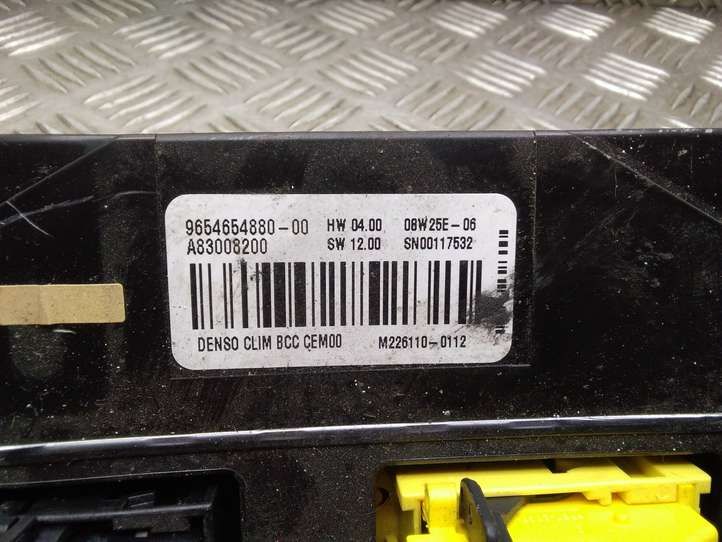 9654654880-00 HW 04.00 08W25E-06
A83008200 SW 12.00 SN00117532
DENSO CLIM BCC CEM00 M226110-0112